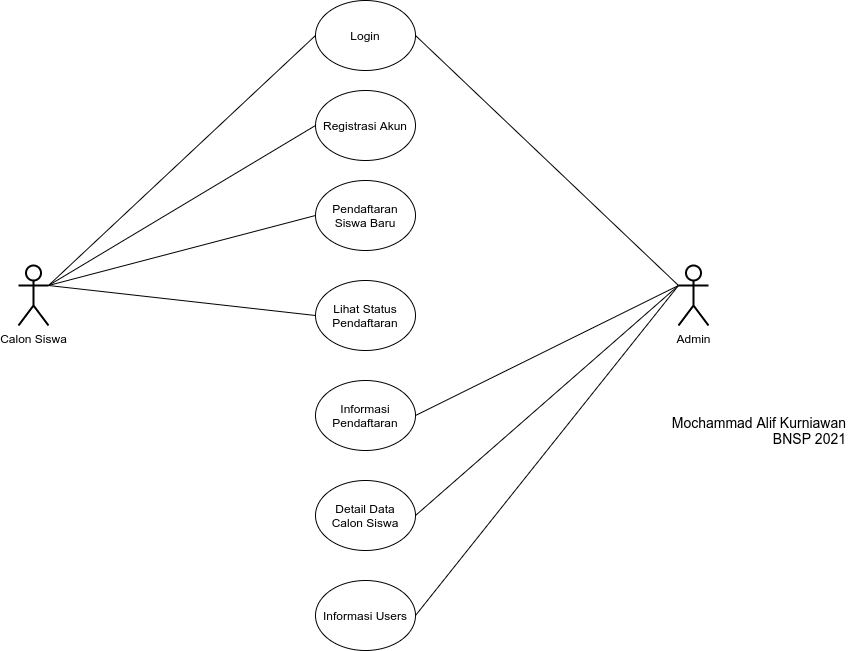 Login
Registrasi Akun
Pendaftaran
Siswa Baru
Lihat Status
Pendaftaran
Calon Siswa
Admin
Informasi
Pendaftaran
Mochammad Alif Kurniawan
BNSP 2021
Detail Data
Calon Siswa
Informasi Users